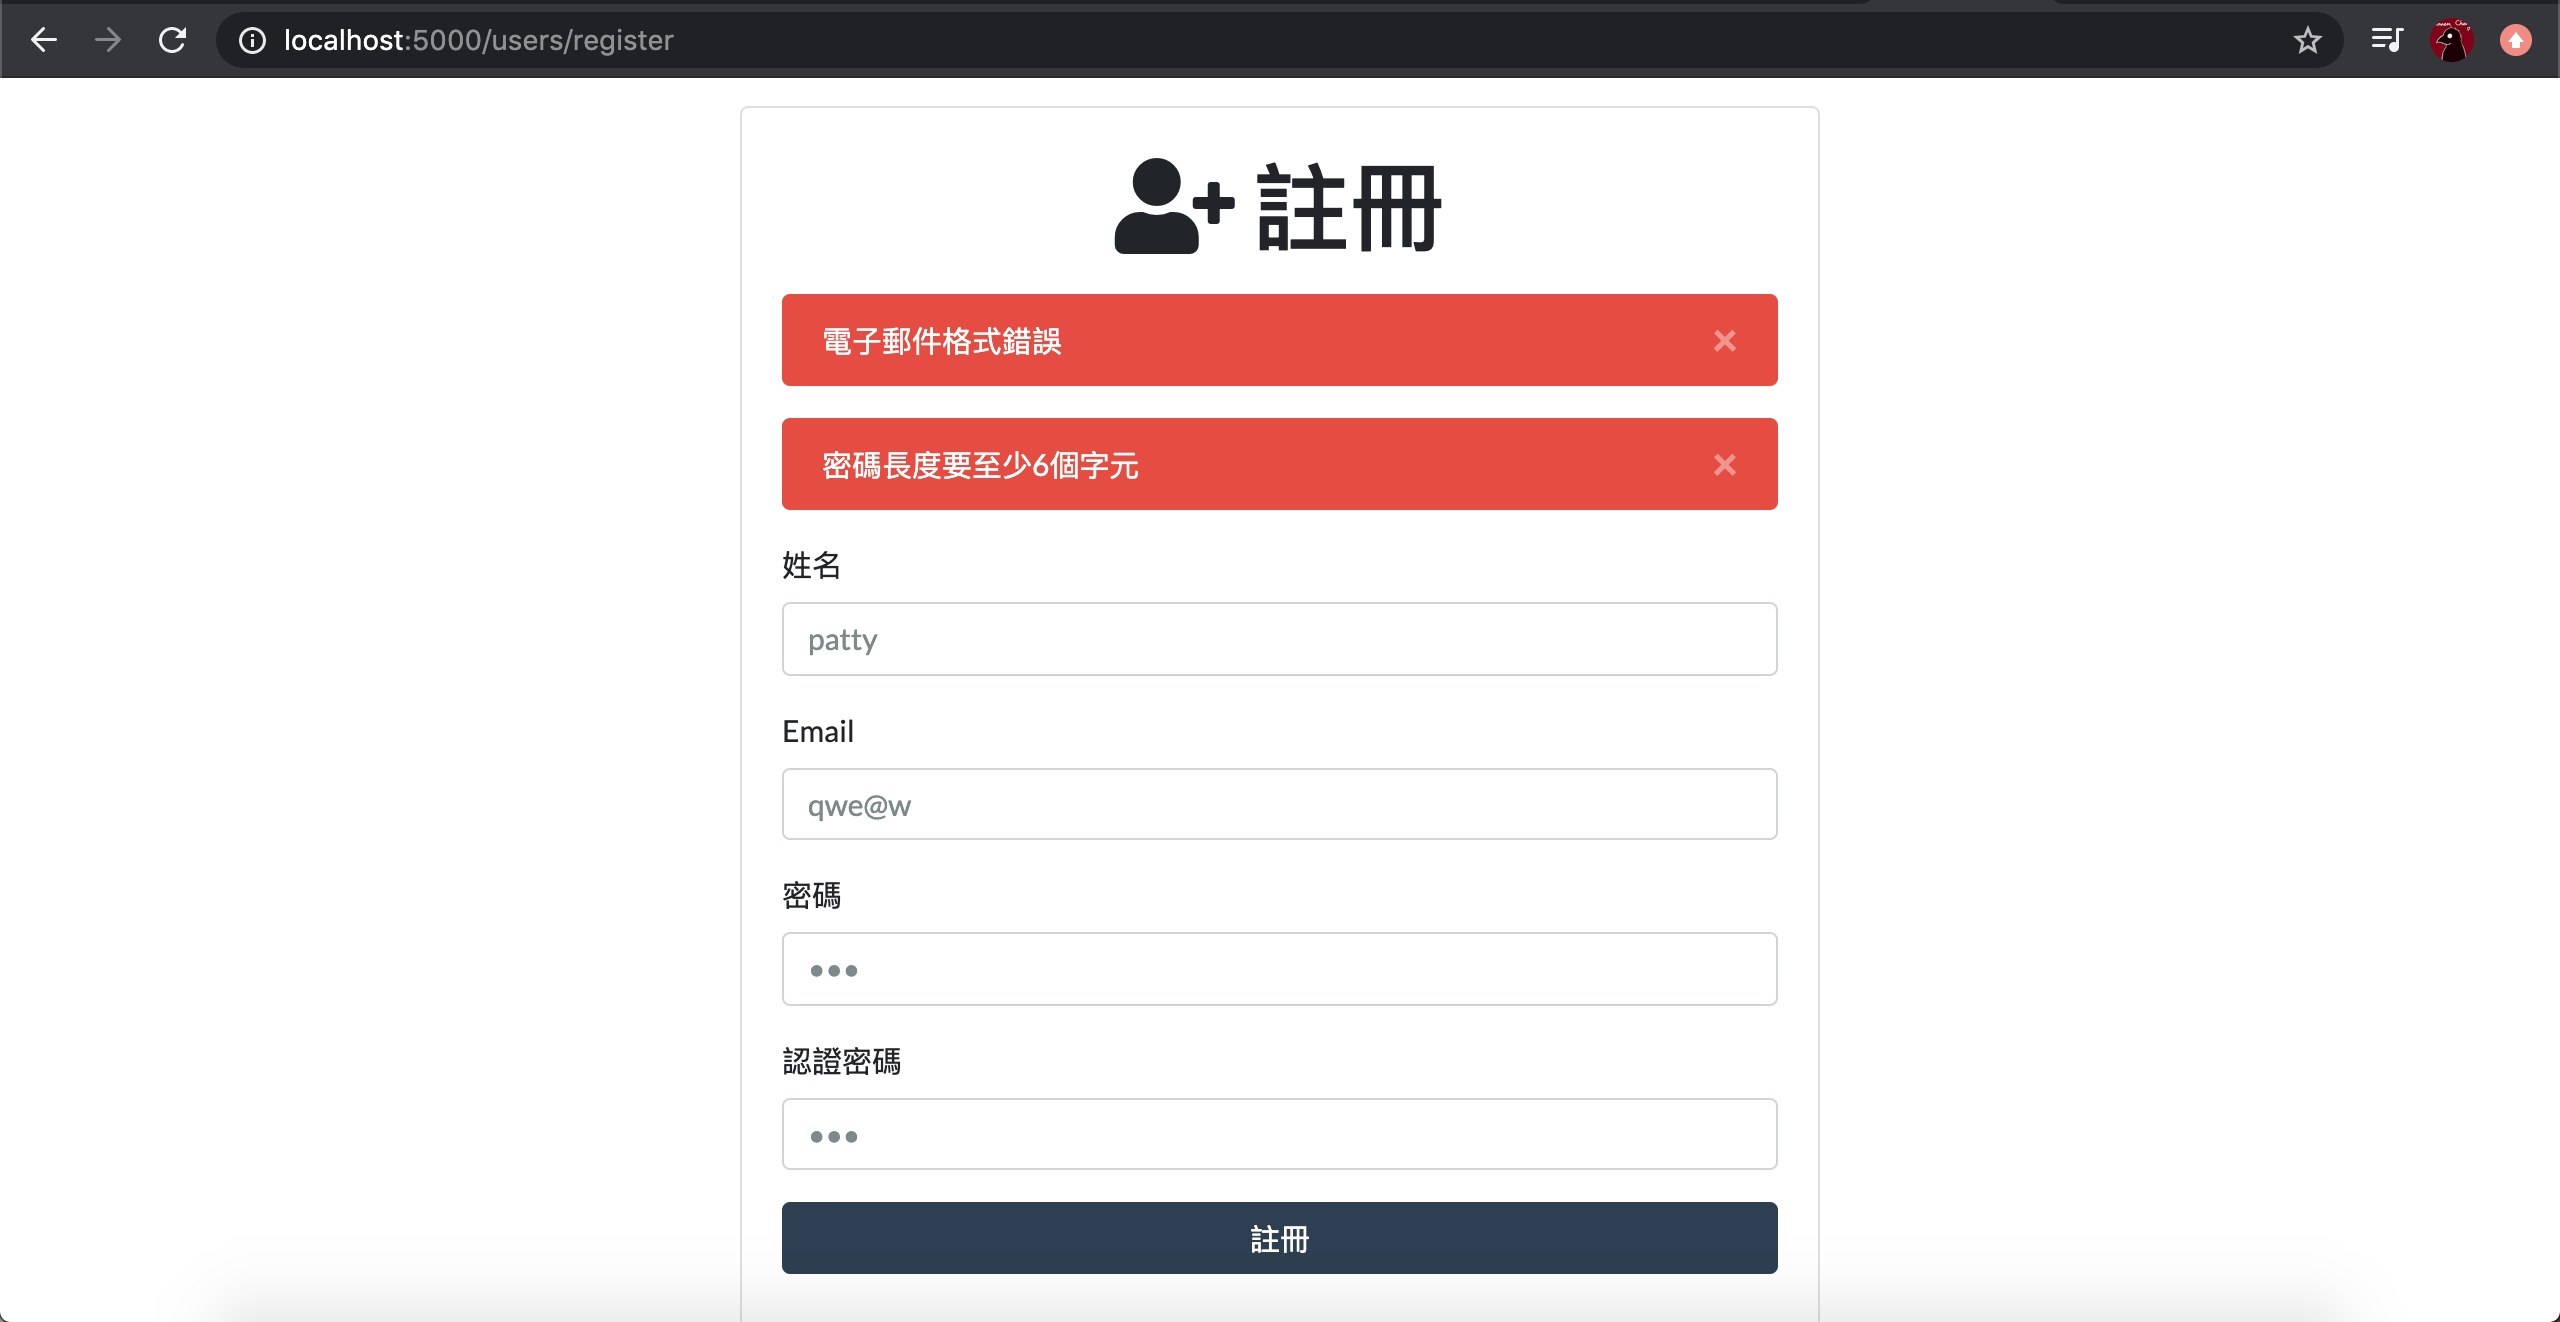 localhost:5000/users/register
註冊
電子郵件格式錯誤
密碼長度要至少6個字元
姓名
patty
Email
qwe@w
密碼
•••
認證密碼
•••
註冊